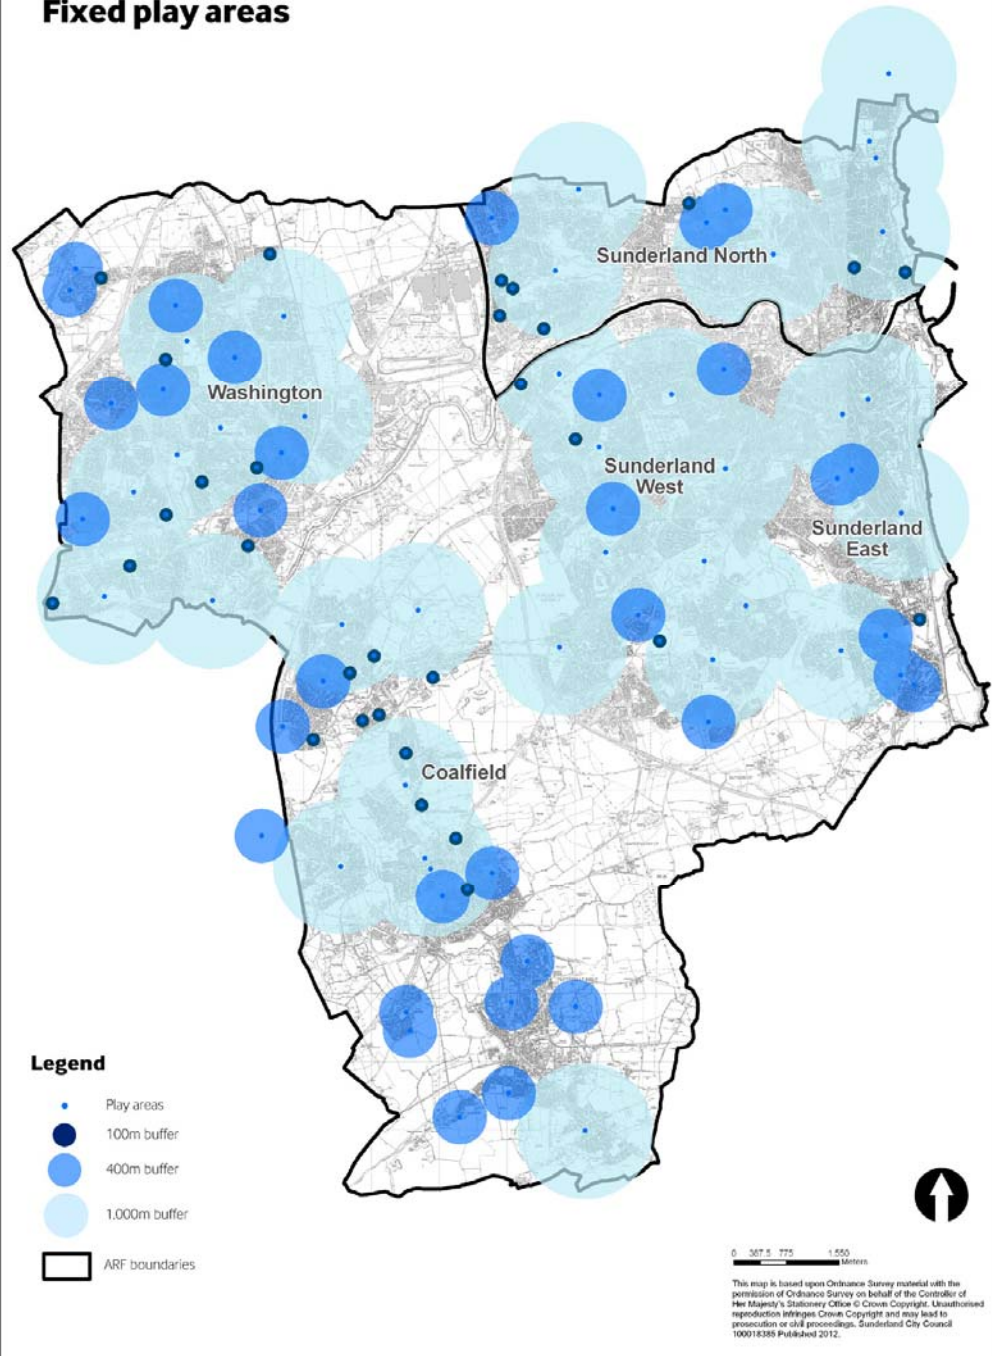 Fixed play areas
Sunderland North
Washington
Sunderland
West
Sunderland
East
Coalfield
Legend
Play areas
100m buffer
400m buffer
1.000m buffer
ARF boundaries
0 387.5 775 1,550
Meters
This map is based upon Ordnance Survey material with the
permission of Ordnance Survey on behalf of the Controller of
Her Majesty's Stationery Office © Crown Copyright. Unauthorised
reproduction infringes Crown Copyright and may lead to
prosecution or civil proceedings. Sunderland City Council
100018385 Published 2012.